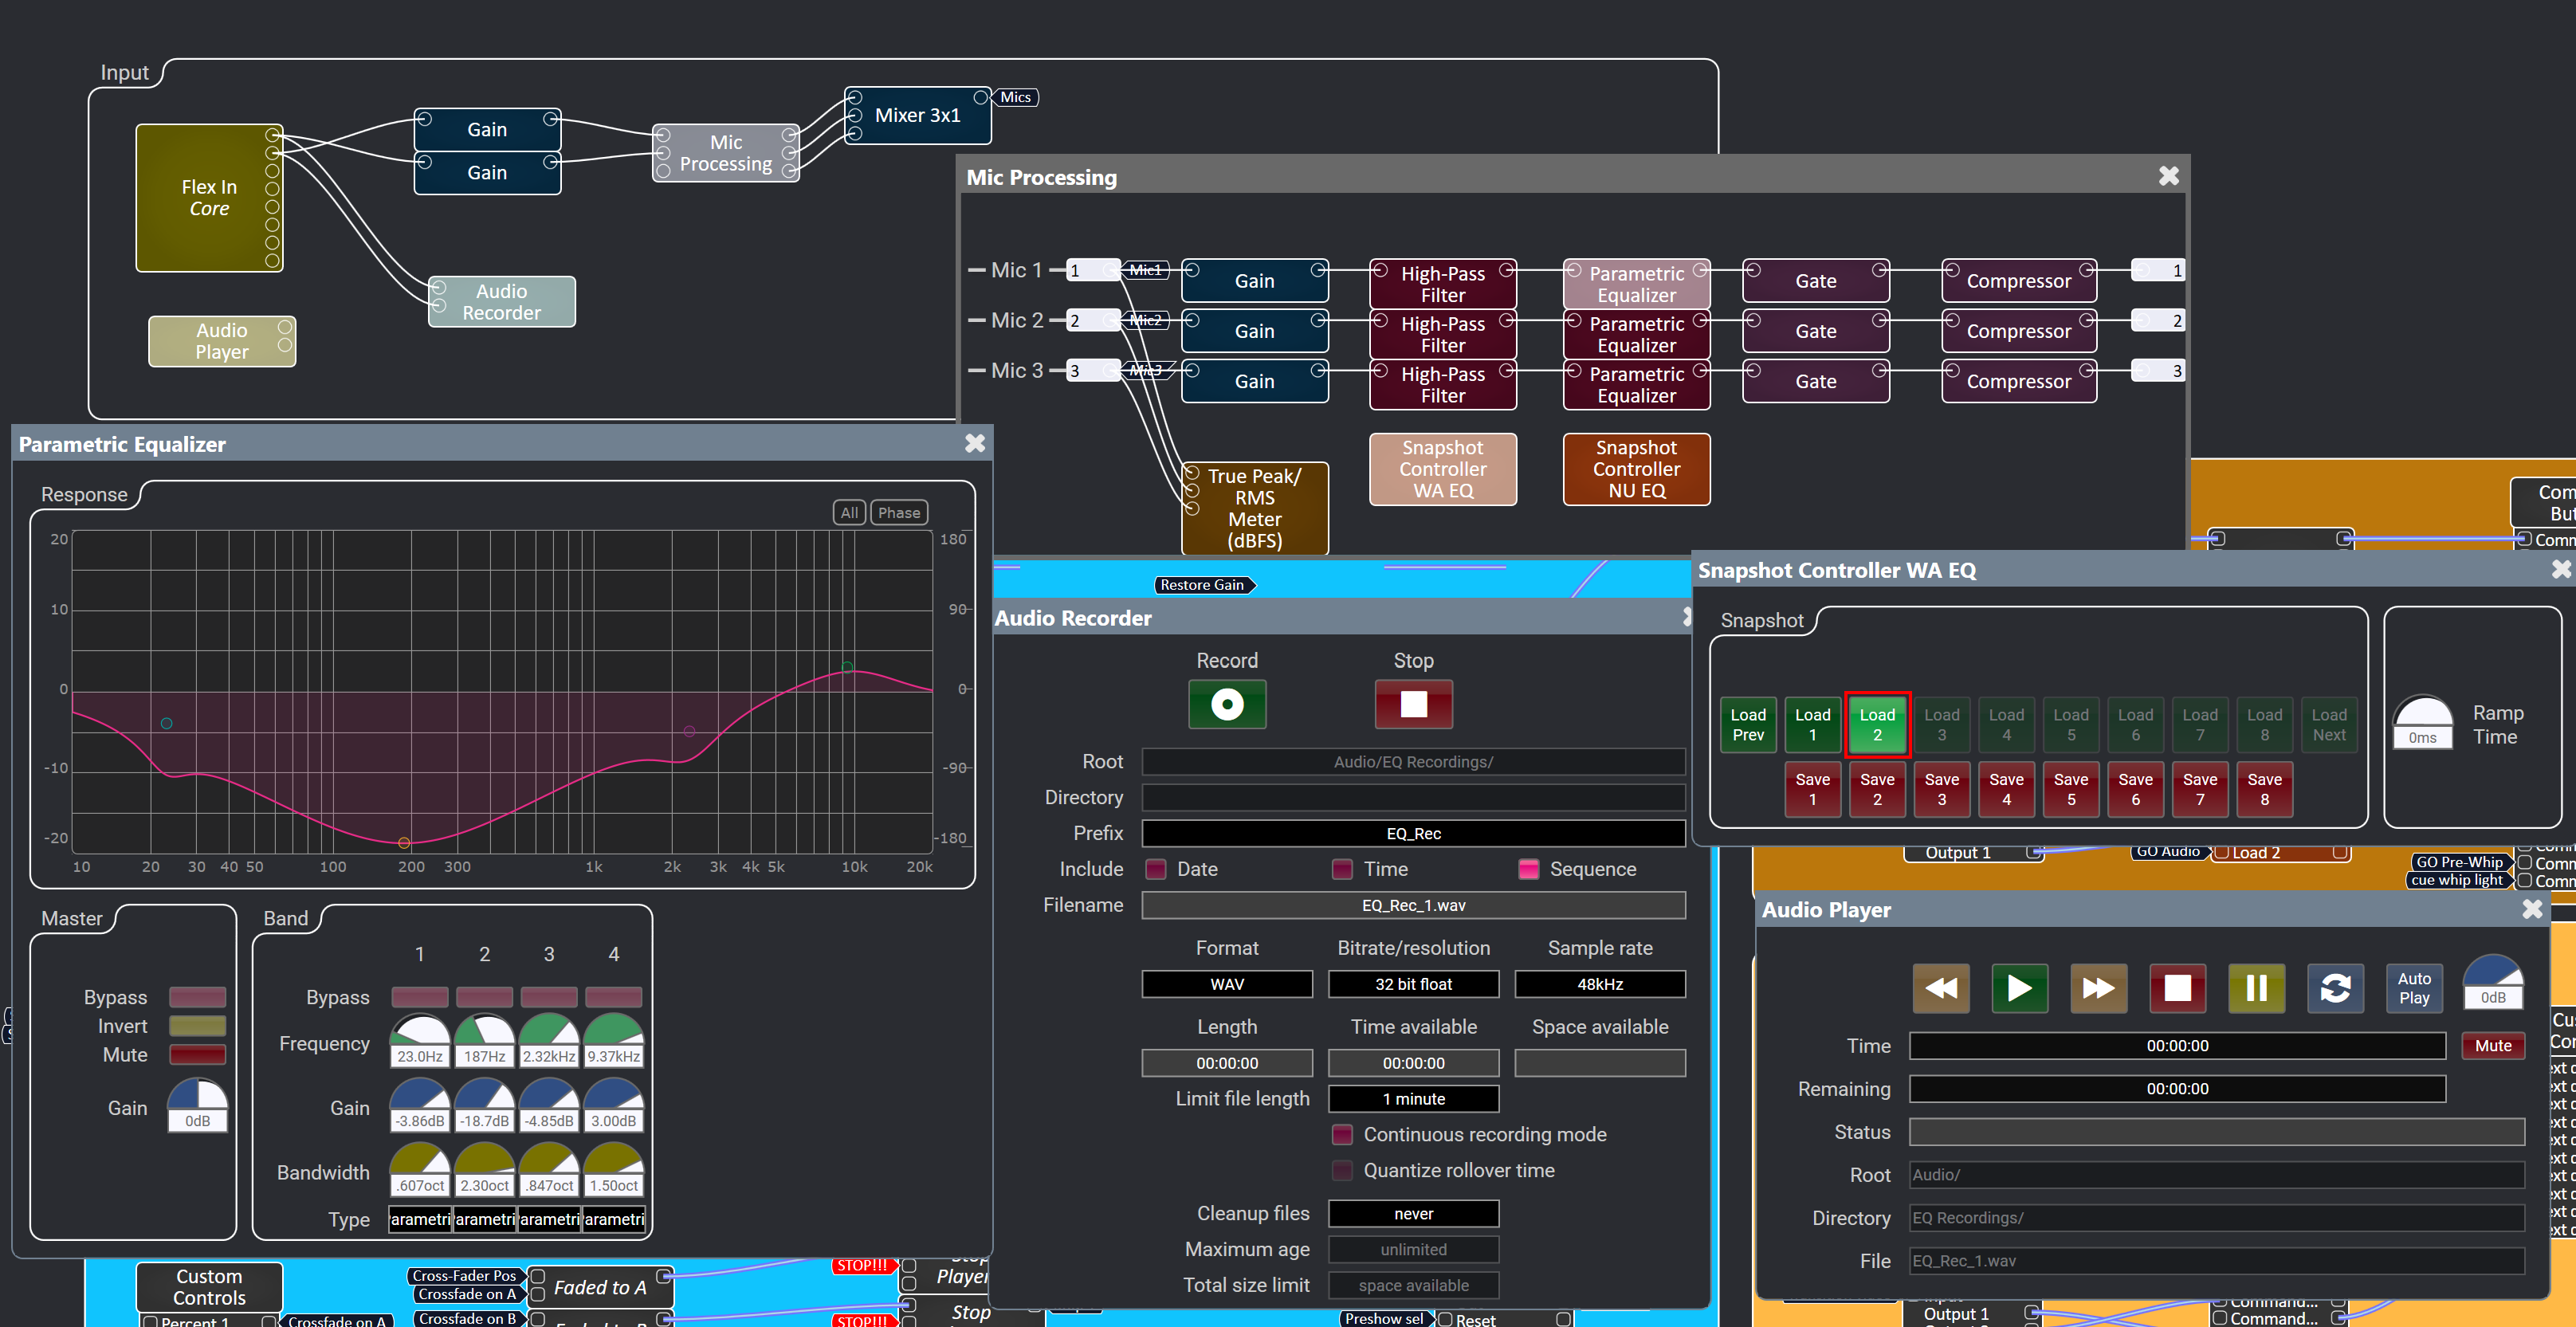 Input
Flex In
Core
Gain
Gain
Mic
Processing
Mixer 3x1
Mics
Audio
Recorder
Audio
Player
Mic Processing
Mic 1
1
Mic1
Gain
High-Pass
Filter
Parametric
Equalizer
Gate
Compressor
1
Mic 2
2
Mic2
Gain
High-Pass
Filter
Parametric
Equalizer
Gate
Compressor
2
Mic 3
3
Mic3
Gain
High-Pass
Filter
Parametric
Equalizer
Gate
Compressor
3
True Peak/
RMS
Meter
(dBFS)
Snapshot
Controller
WA EQ
Snapshot
Controller
NU EQ
Parametric Equalizer
Response
All
Phase
20
10
0
-10
-20
180
90
0
-90
-180
10 20 30 40 50 100 200 300 1k 2k 3k 4k 5k 10k 20k
Master
Bypass
Invert
Mute
Gain
0dB
Band
1 2 3 4
Bypass
Frequency
23.0Hz 187Hz 2.32kHz 9.37kHz
Gain
-3.86dB -18.7dB -4.85dB 3.00dB
Bandwidth
.607oct 2.30oct .847oct 1.50oct
Type
arametri arametri arametri arametri
Restore Gain
Audio Recorder
Record
Stop
Root
Audio/EQ Recordings/
Directory
Prefix
EQ_Rec
Include
Date
Time
Sequence
Filename
EQ_Rec_1.wav
Format
Bitrate/resolution
Sample rate
WAV
32 bit float
48kHz
Length
Time available
Space available
00:00:00
00:00:00
Limit file length
1 minute
Continuous recording mode
Quantize rollover time
Cleanup files
never
Maximum age
unlimited
Total size limit
space available
Com
But
Comm
Snapshot Controller WA EQ
Snapshot
Load
Prev
Load
1
Load
2
Load
3
Load
4
Load
5
Load
6
Load
7
Load
8
Load
Next
Save
1
Save
2
Save
3
Save
4
Save
5
Save
6
Save
7
Save
8
0ms
Ramp
Time
Output 1
GO Audio
Load 2
GO Pre-Whip
Comm
cue whip light
Comm
Audio Player
Auto
Play
0dB
Time
00:00:00
Mute
Remaining
00:00:00
Status
Root
Audio/
Directory
EQ Recordings/
File
EQ_Rec_1.wav
Custom
Controls
Percent 1
Crossfade on A
Cross-Fader Pos
Crossfade on A
Faded to A
Crossfade on B
STOP!!!
Player
STOP!!!
Stop
Preshow sel
Reset
Output 1
Command...
Command...